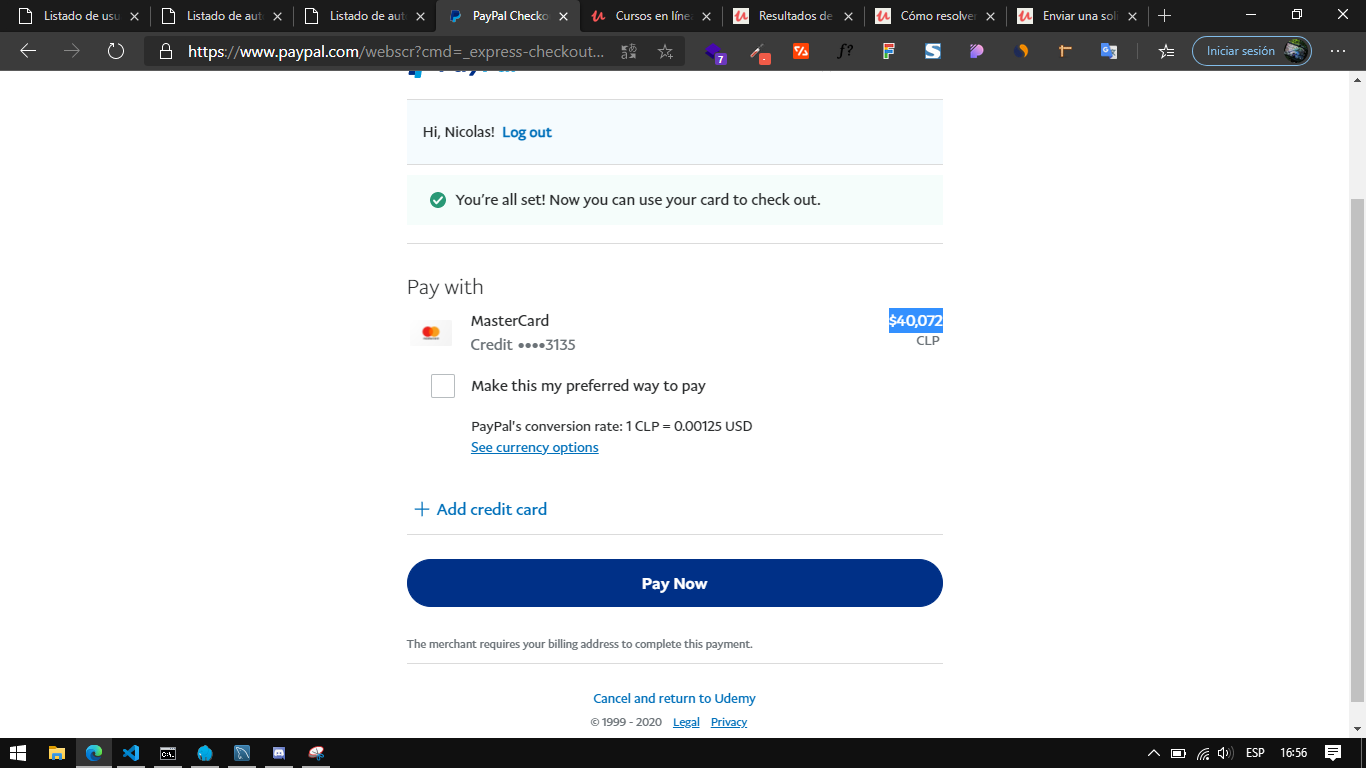 Listado de usu
Listado de aut
Listado de aut
PayPal Checko
Cursos en líne
Resultados de
Cómo resolver
Enviar una soli
https://www.paypal.com/webscr?cmd=_express-checkout...
7
f?
Iniciar sesión
Hi, Nicolas! Log out
You're all set! Now you can use your card to check out.
Pay with
MasterCard
$40,072
Credit ••••3135
CLP
Make this my preferred way to pay
PayPal's conversion rate: 1 CLP = 0.00125 USD
See currency options
+ Add credit card
Pay Now
The merchant requires your billing address to complete this payment.
Cancel and return to Udemy
© 1999 - 2020 Legal Privacy
ESP
16:56